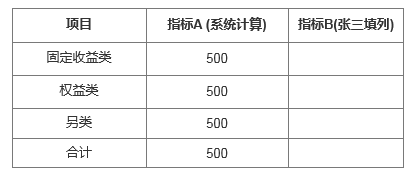 项目 指标A (系统计算) 指标B(张三填列)
固定收益类 500
权益类 500
另类 500
合计 500